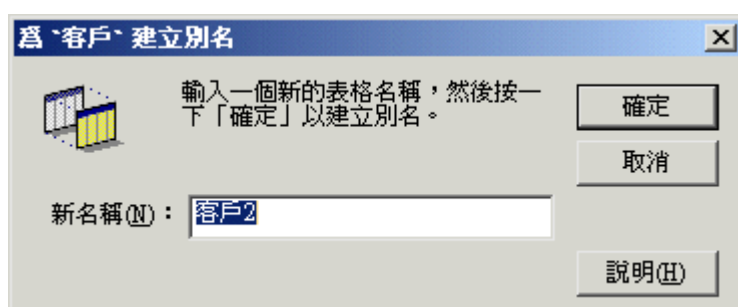 爲 `客戶` 建立別名
輸入一個新的表格名稱，然後按一
下「確定」以建立別名。
確定
取消
新名稱(N)：
客戶2
說明(H)